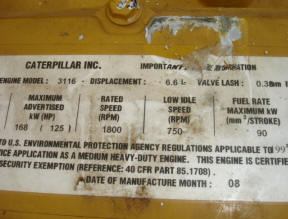 CATERPILLAR INC. IMPORTANT
ENGINE MODEL: 3116 - DISPLACEMENT: 6.6 L- VALVE LASH: 0.38m
MAXIMUM ADVERTISED kW (HP) RATED SPEED (RPM) LOW IDLE SPEED (RPM) FUEL RATE (mm³/STROKE)
168 ( 125 ) 1800 750 90
TO U.S. ENVIRONMENTAL PROTECTION AGENCY REGULATIONS APPLICABLE TO 199
ICE APPLICATION AS A MEDIUM HEAVY-DUTY ENGINE. THIS ENGINE IS CERTIFIE
SECURITY EXEMPTION (REFERENCE: 40 CFR PART 85.1708).
DATE OF MANUFACTURE MONTH: 08